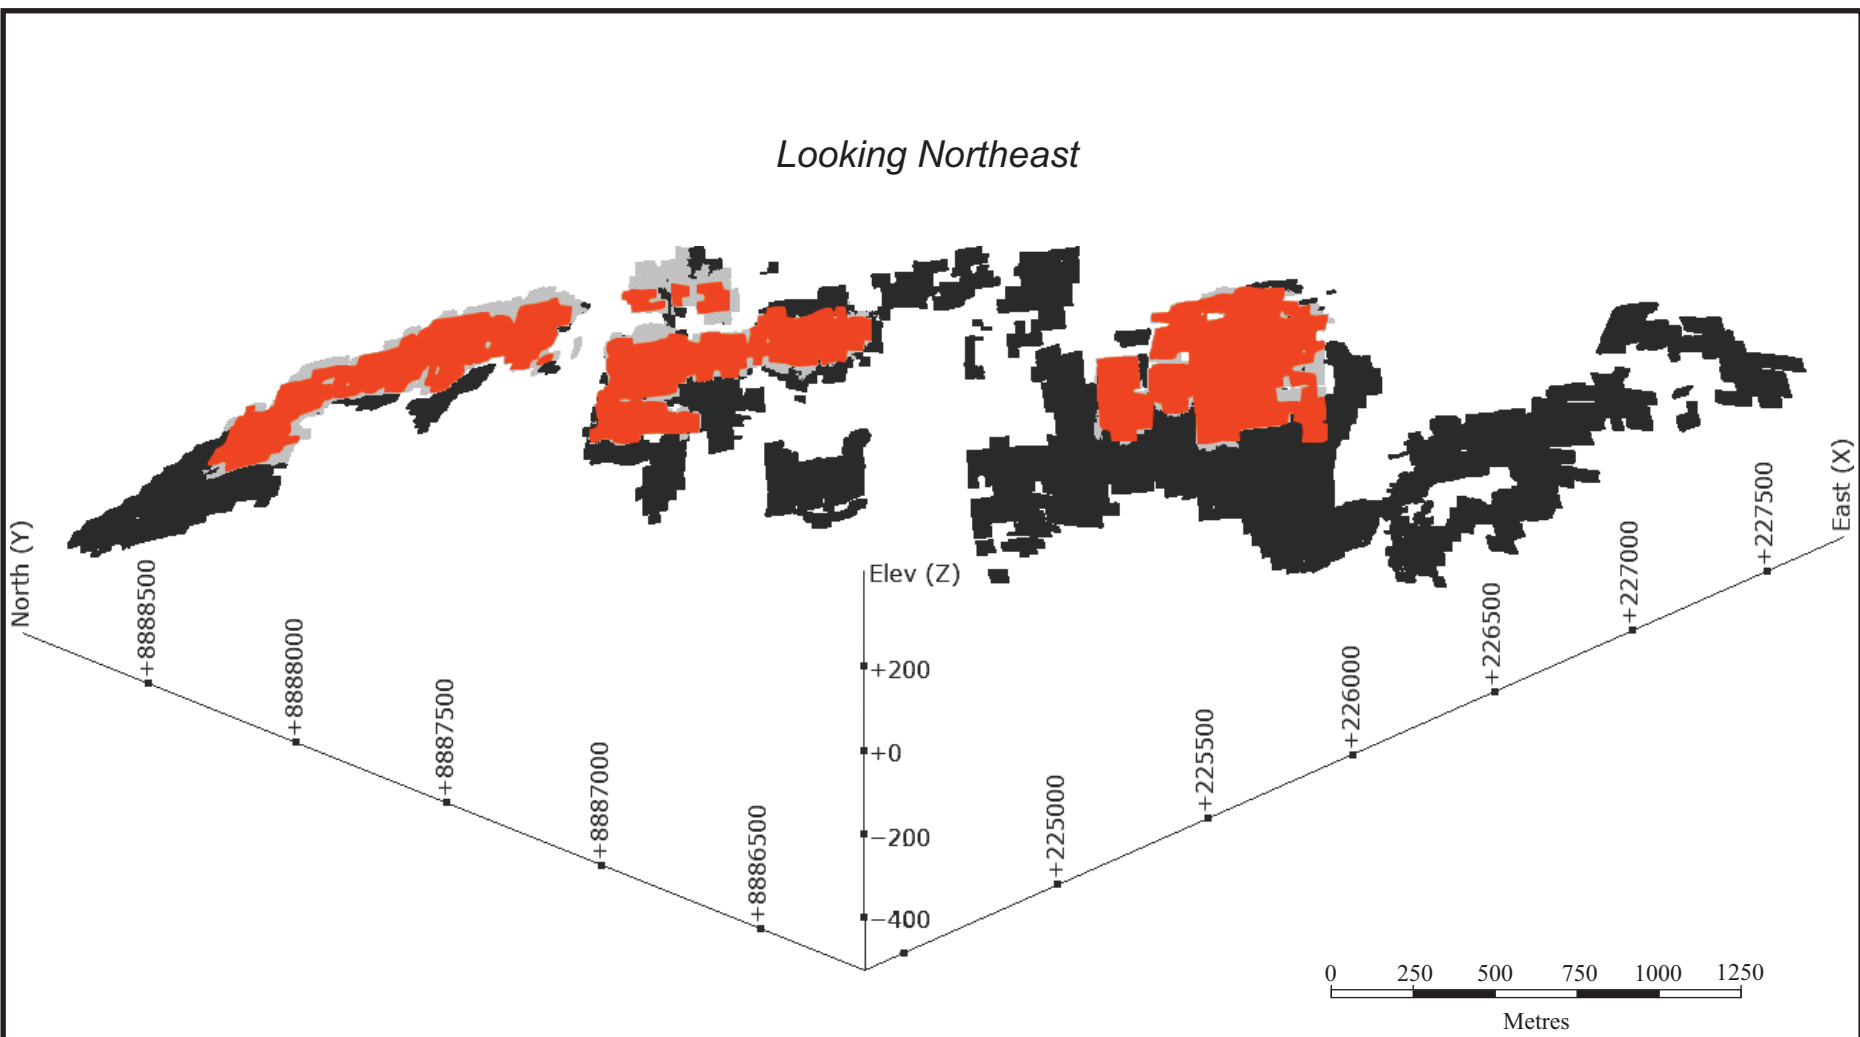 Looking Northeast
North (Y)
+8888500
+8888000
+8887500
+8887000
+8886500
Elev (Z)
+200
+0
−200
−400
+225000
+225500
+226000
+226500
+227000
+227500
East (X)
0 250 500 750 1000 1250
Metres